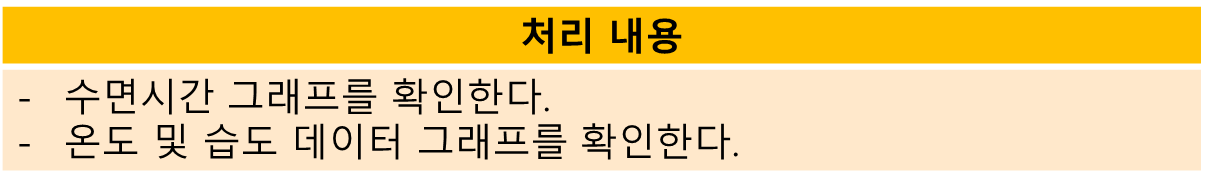 처리 내용
- 수면시간 그래프를 확인한다.
- 온도 및 습도 데이터 그래프를 확인한다.